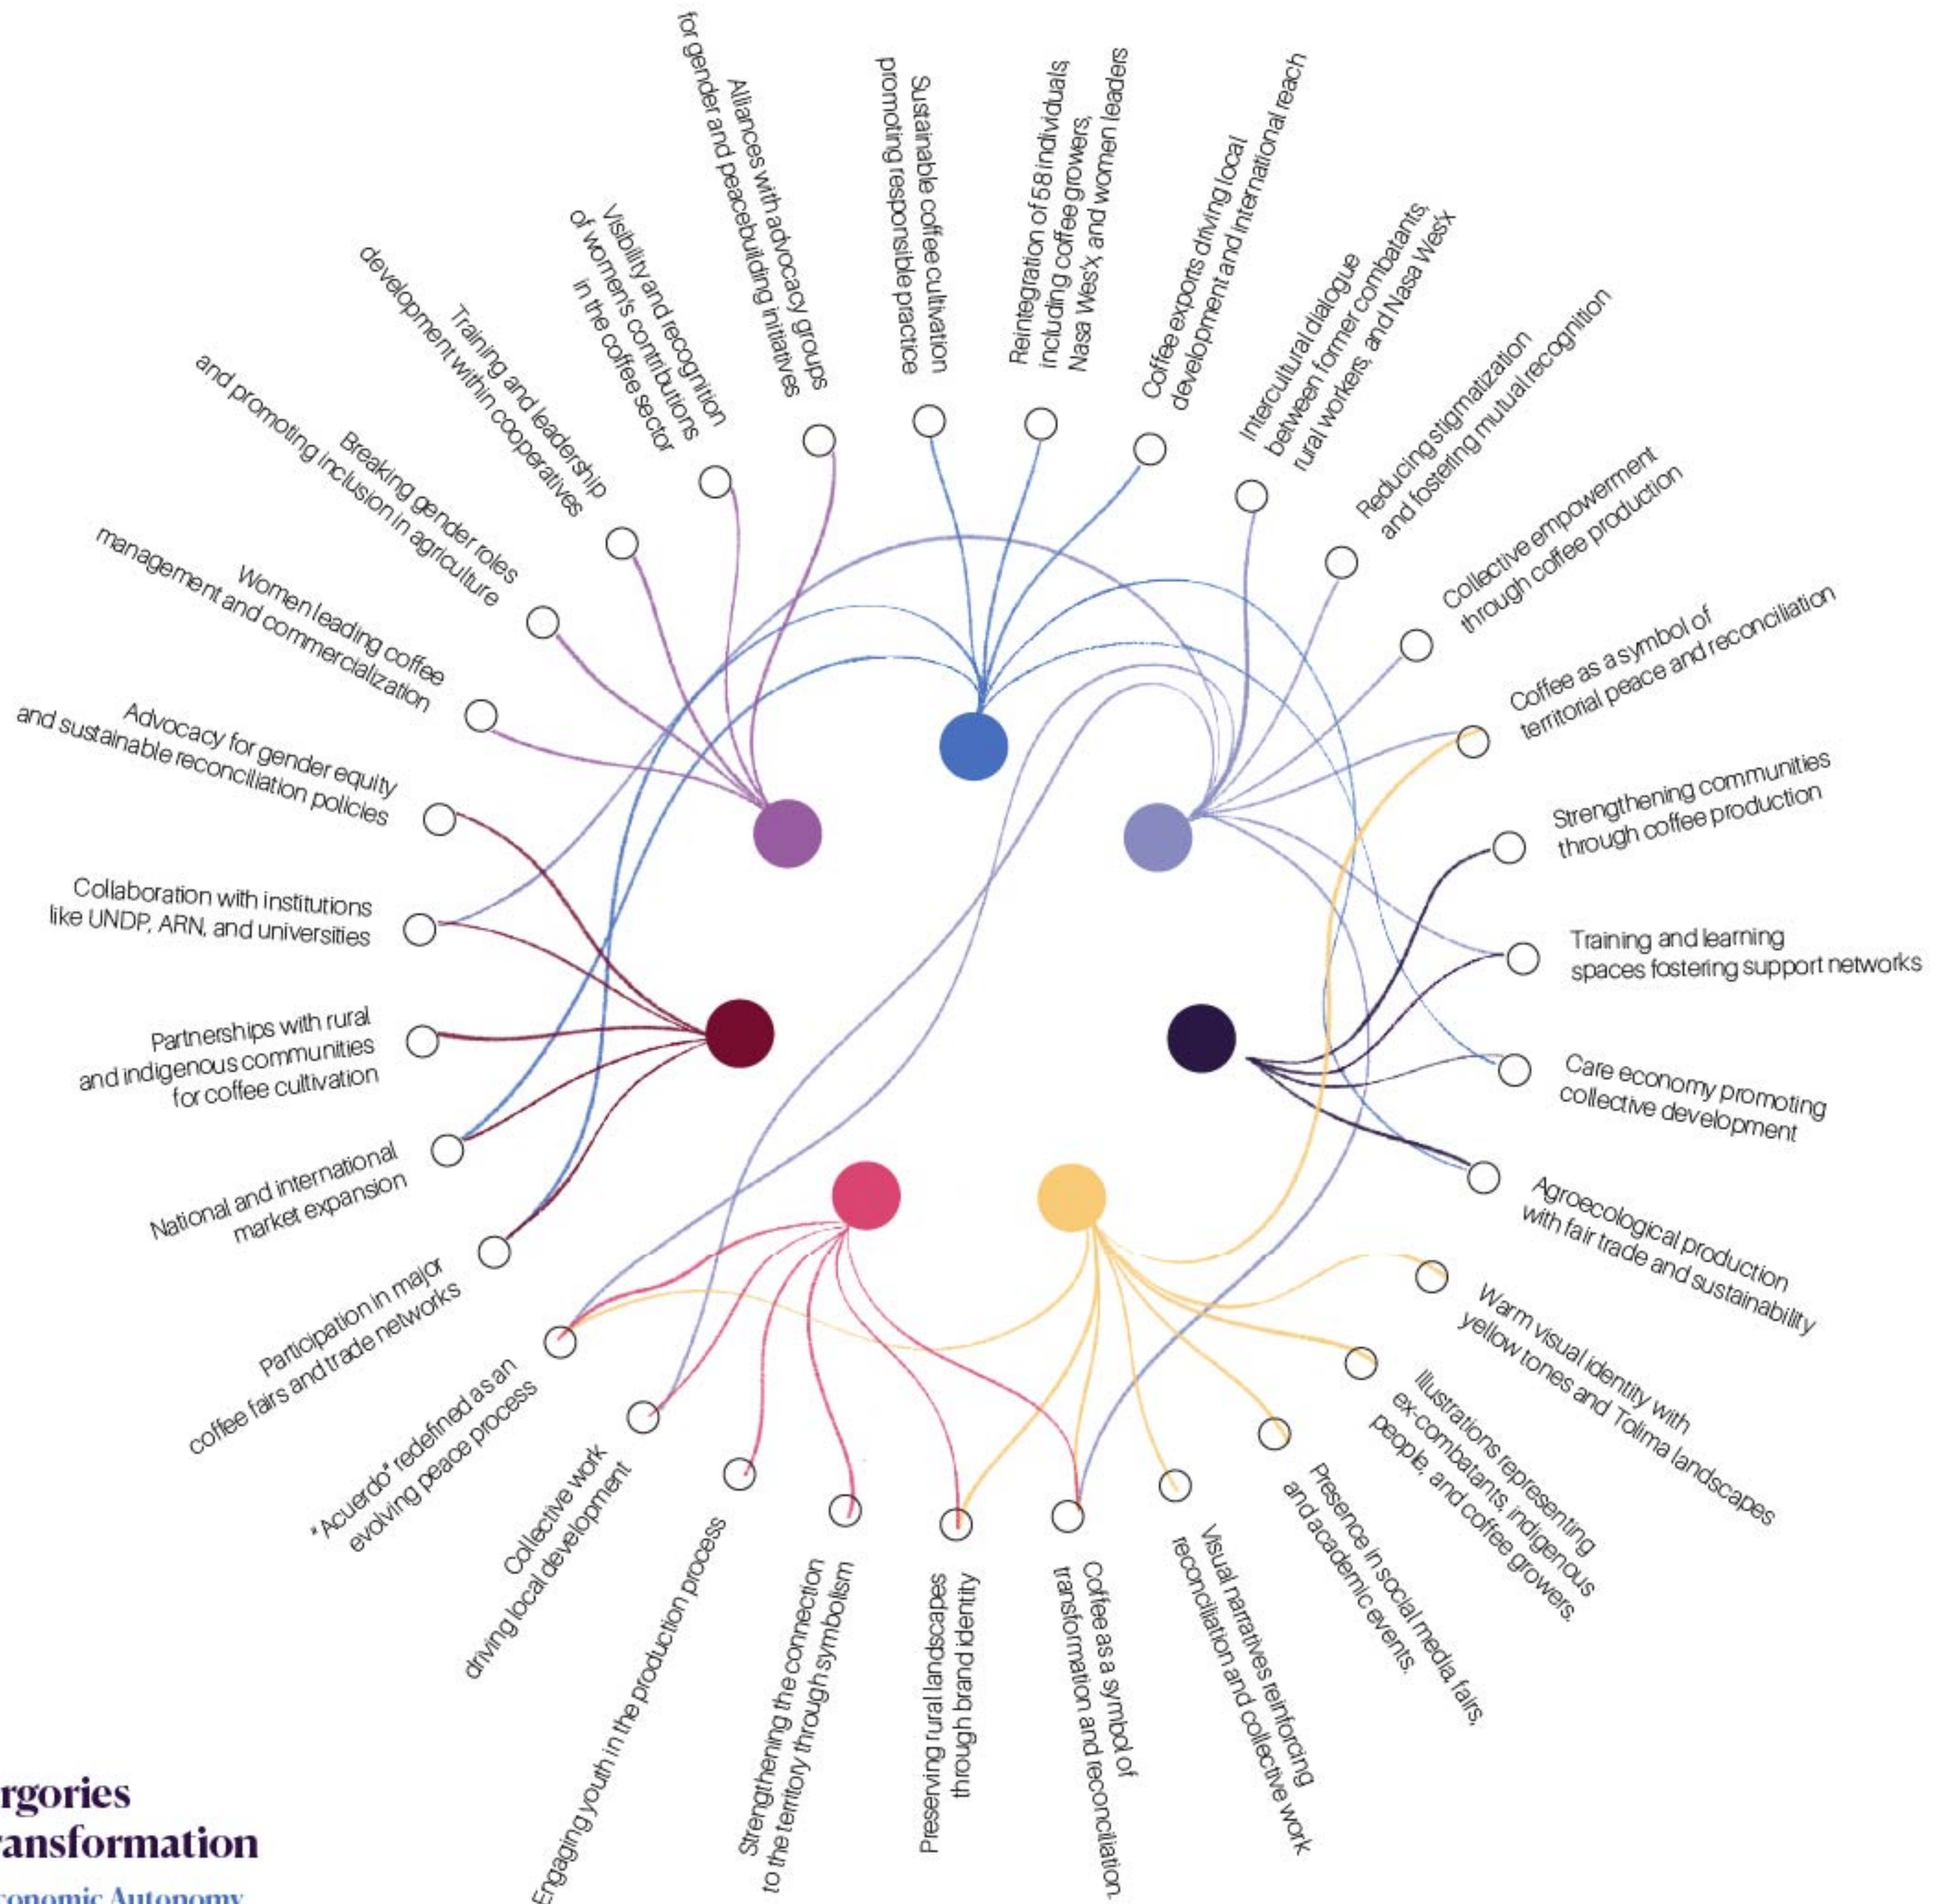 Alliances with advocacy groups
for gender and peacebuilding initiatives
Sustainable coffee cultivation
promoting responsible practice
Reintegration of 58 individuals,
including coffee growers,
Nasa Wes'x, and women leaders
Coffee exports driving local
development and international reach
Intercultural dialogue
between former combatants,
rural workers, and Nasa Wes'x
Reducing stigmatization
and fostering mutual recognition
Collective empowerment
through coffee production
Coffee as a symbol of
territorial peace and reconciliation
Strengthening communities
through coffee production
Training and learning
spaces fostering support networks
Care economy promoting
collective development
Agroecological production
with fair trade and sustainability
Warm visual identity with
yellow tones and Tolima landscapes
Illustrations representing
ex-combatants, indigenous
people, and coffee growers.
Presence in social media, fairs,
and academic events.
Visual narratives reinforcing
reconciliation and collective work
Coffee as a symbol of
transformation and reconciliation.
Preserving rural landscapes
through brand identity
Strengthening the connection
to the territory through symbolism
Engaging youth in the production process
Collective work
driving local development
"Acuerdo" redefined as an
evolving peace process
Participation in major
coffee fairs and trade networks
National and international
market expansion
Partnerships with rural
and indigenous communities
for coffee cultivation
Collaboration with institutions
like UNDP, ARN, and universities
Advocacy for gender equity
and sustainable reconciliation policies
Women leading coffee
management and commercialization
Breaking gender roles
and promoting inclusion in agriculture
Training and leadership
development within cooperatives
Visibility and recognition
of women's contributions
in the coffee sector
rgories
ransformation
conomic Autonomy